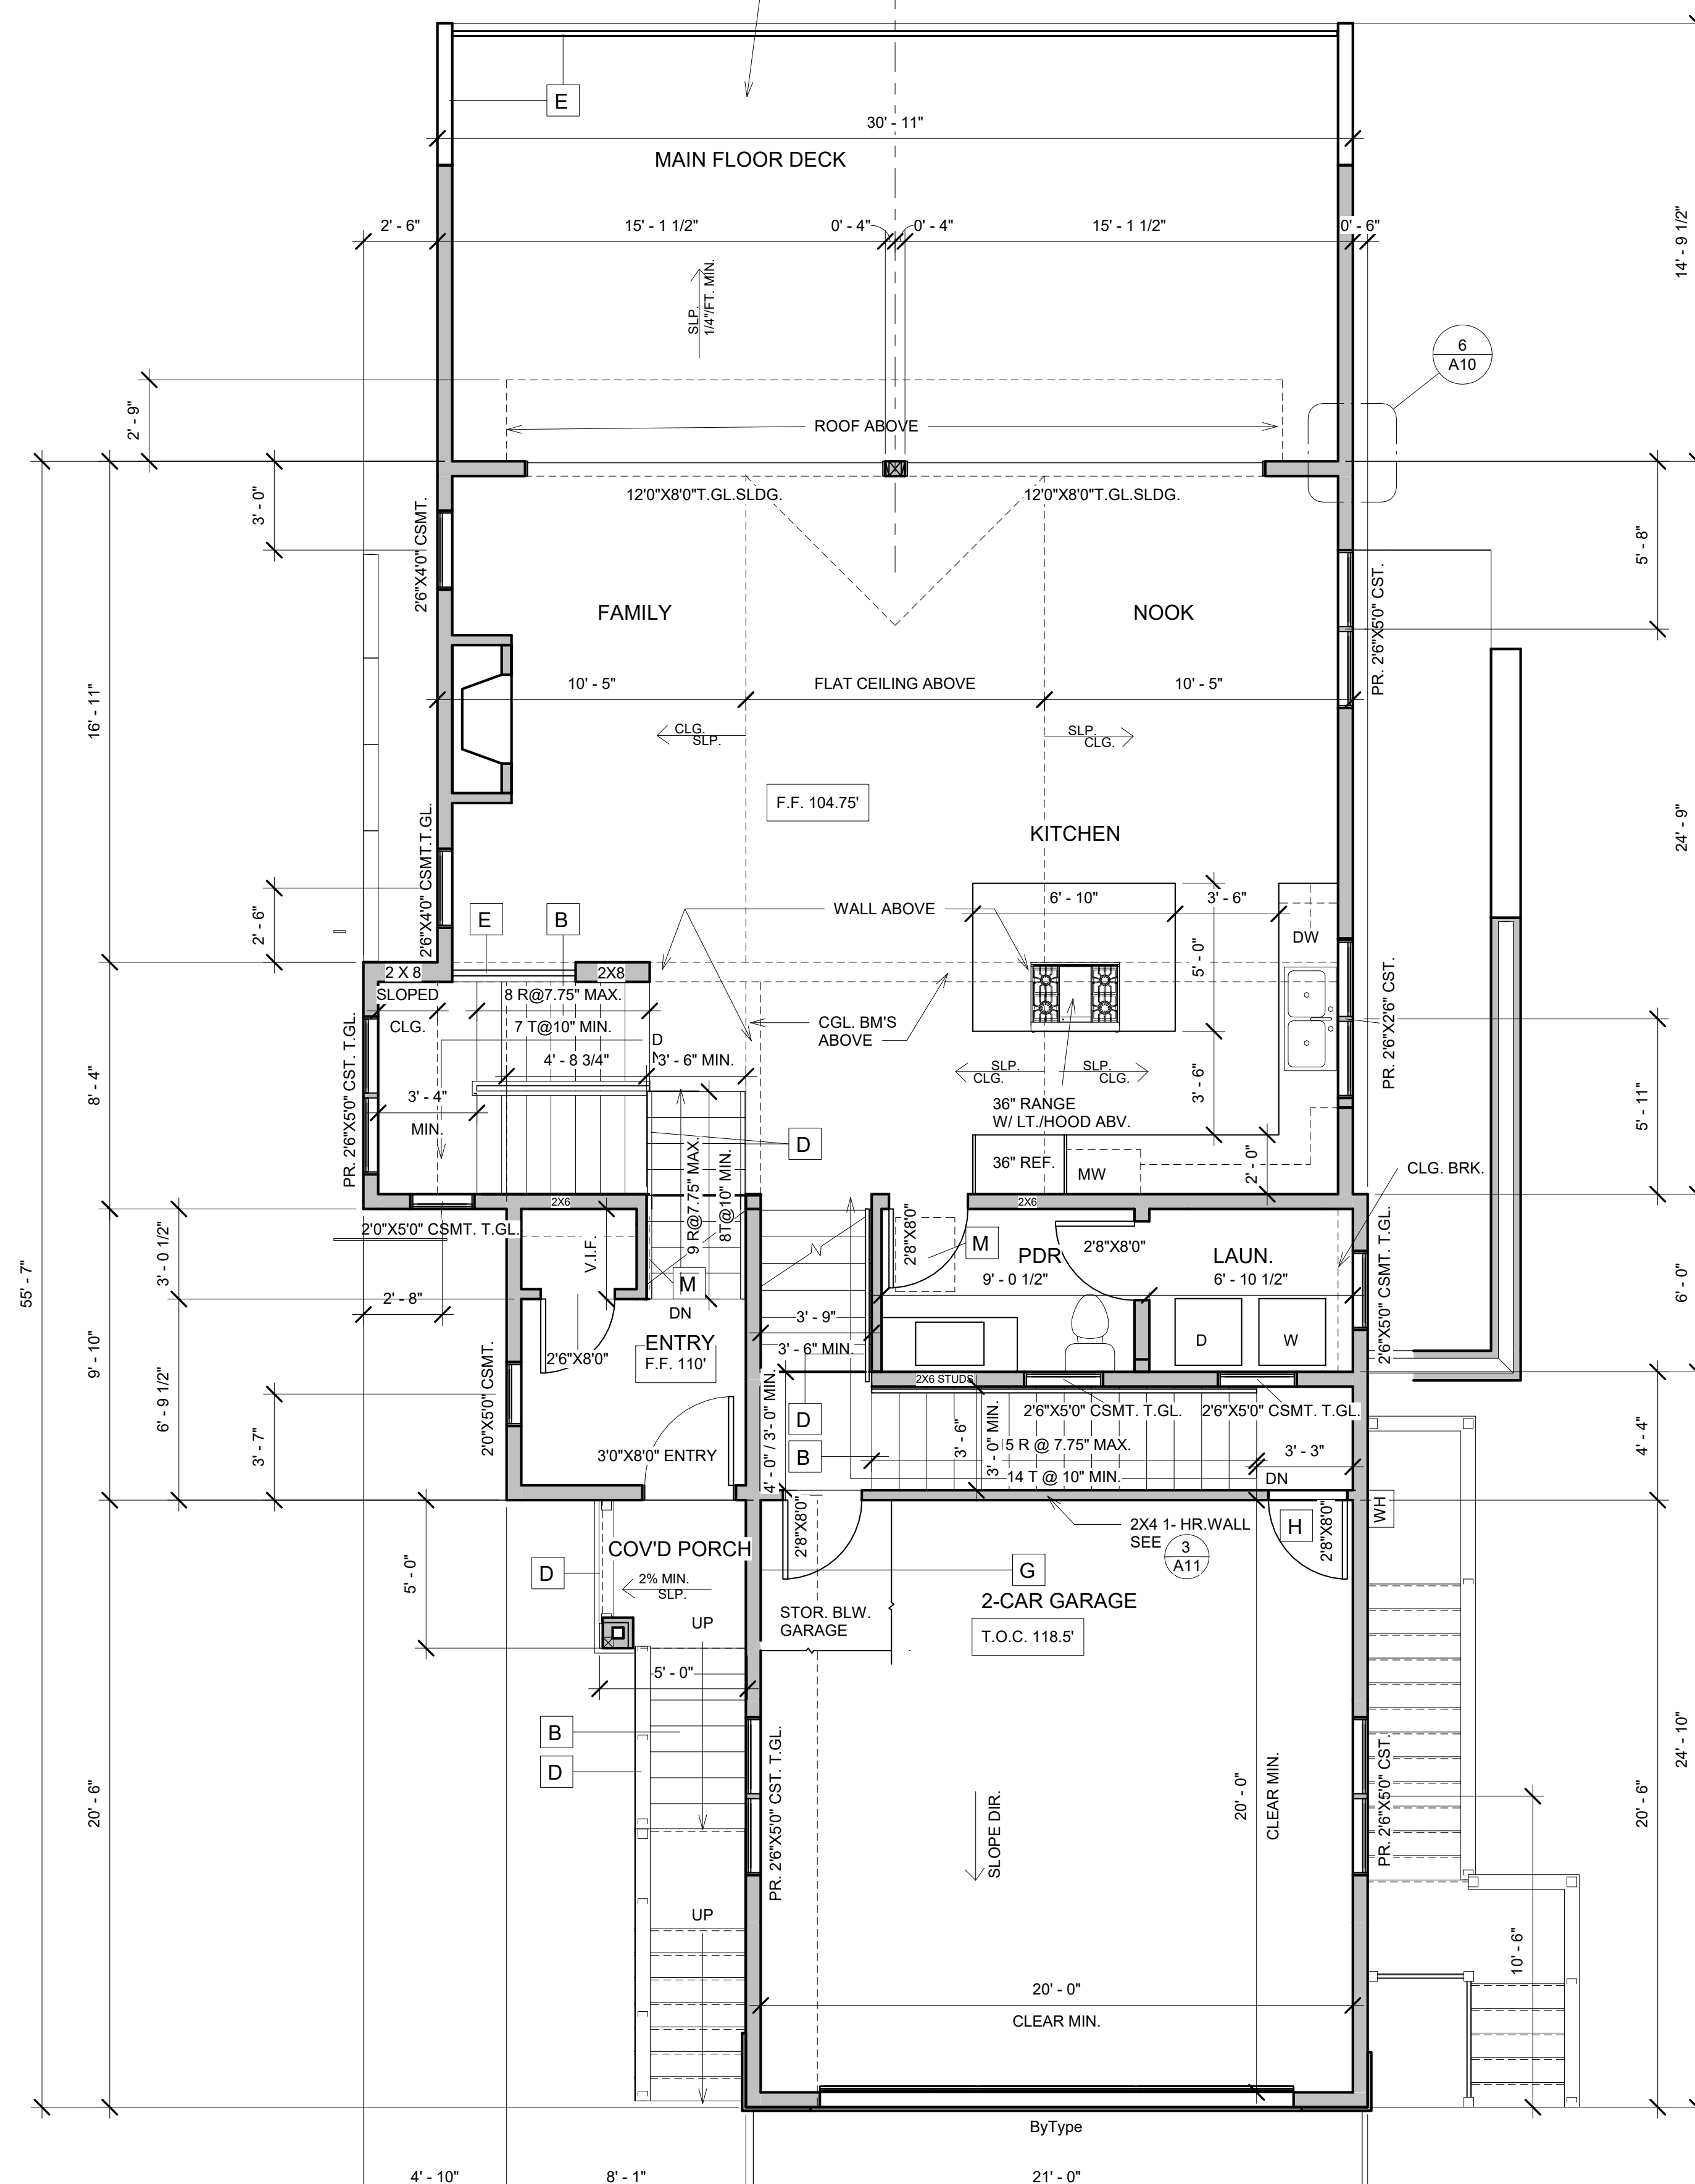 E
30' - 11"
MAIN FLOOR DECK
2' - 6"
15' - 1 1/2"
0' - 4"
0' - 4"
15' - 1 1/2"
0' - 6"
14' - 9 1/2"
SLP.
1/4"/FT. MIN.
6
A10
2' - 9"
ROOF ABOVE
3' - 0"
2'6"X4'0" CSMT.
12'0"X8'0"T.GL.SLDG.
12'0"X8'0"T.GL.SLDG.
5' - 8"
PR. 2'6"X5'0" CST.
FAMILY
NOOK
10' - 5"
FLAT CEILING ABOVE
10' - 5"
16' - 11"
CLG.
SLP.
SLP.
CLG.
F.F. 104.75'
KITCHEN
24' - 9"
2'6"X4'0" CSMT.T.GL.
2' - 6"
E
B
WALL ABOVE
6' - 10"
3' - 6"
DW
5' - 0"
2 X 8
2X8
SLOPED
CLG.
8 R@7.75" MAX.
7 T@10" MIN.
4' - 8 3/4"
D
N
3' - 6" MIN.
CGL. BM'S
ABOVE
PR. 2'6"X2'6" CST.
PR. 2'6"X5'0" CST. T.GL.
8' - 4"
3' - 4"
MIN.
SLP.
CLG.
SLP.
CLG.
3' - 6"
36" RANGE
W/ LT./HOOD ABV.
5' - 11"
D
36" REF.
MW
2' - 0"
CLG. BRK.
9 R@7.75" MAX.
8T@10" MIN.
2X6
2X6
2'0"X5'0" CSMT. T.GL.
V.I.F.
3' - 0 1/2"
2' - 8"
M
DN
2'8"X8'0"
M
PDR
2'8"X8'0"
LAUN.
9' - 0 1/2"
6' - 10 1/2"
2'6"X5'0" CSMT. T.GL.
6' - 0"
55' - 7"
3' - 9"
3' - 6" MIN.
D
W
ENTRY
F.F. 110'
2'6"X8'0"
2'0"X5'0" CSMT.
9' - 10"
6' - 9 1/2"
3' - 7"
2X6 STUDS
4' - 0" / 3'- 0" MIN.
D
B
2'6"X5'0" CSMT. T.GL.
2'6"X5'0" CSMT. T.GL.
3' - 6"
3' - 0" MIN.
15 R @ 7.75" MAX.
14 T @ 10" MIN.
3' - 3"
DN
4' - 4"
3'0"X8'0" ENTRY
2'8"X8'0"
2X4 1- HR.WALL
SEE
3
A11
H
2'8"X8'0"
WH
COV'D PORCH
D
2% MIN.
SLP.
5' - 0"
G
2-CAR GARAGE
T.O.C. 118.5'
STOR. BLW.
GARAGE
UP
5' - 0"
B
D
PR. 2'6"X5'0" CST. T.GL.
SLOPE DIR.
20' - 0"
CLEAR MIN.
PR. 2'6"X5'0" CST.
20' - 6"
20' - 6"
24' - 10"
UP
10' - 6"
20' - 0"
CLEAR MIN.
ByType
4' - 10"
8' - 1"
21' - 0"